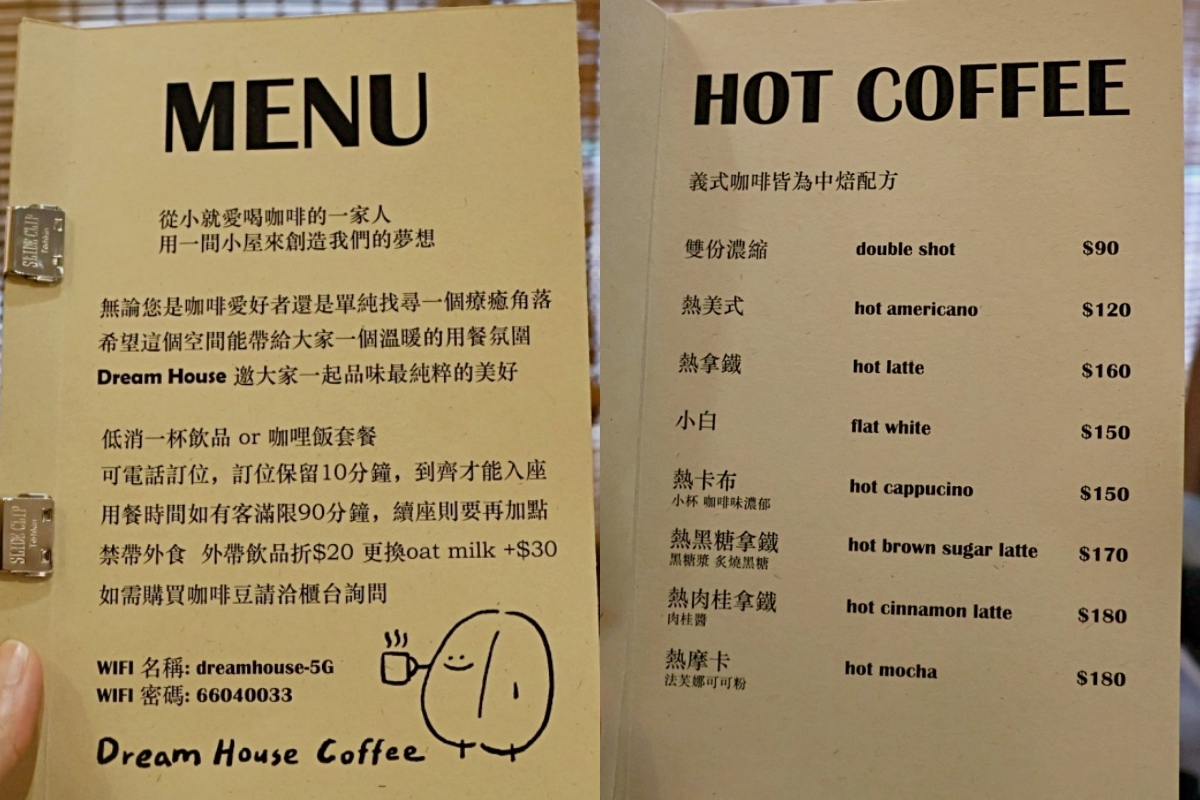 MENU
從小就愛喝咖啡的一家人
用一間小屋來創造我們的夢想
無論您是咖啡愛好者還是單純找尋一個療癒角落
希望這個空間能帶給大家一個溫暖的用餐氛圍
Dream House 邀大家一起品味最純粹的美好
低消一杯飲品 or 咖哩飯套餐
可電話訂位，訂位保留10分鐘，到齊才能入座
用餐時間如有客滿限90分鐘，續座則要再加點
禁帶外食 外帶飲品折$20 更換oat milk +$30
如需購買咖啡豆請洽櫃台詢問
WIFI 名稱: dreamhouse-5G
WIFI 密碼: 66040033
Dream House Coffee
SLIDE CLIP
SLIDE CLIP
HOT COFFEE
義式咖啡皆為中焙配方
雙份濃縮 double shot $90
熱美式 hot americano $120
熱拿鐵 hot latte $160
小白 flat white $150
熱卡布 hot cappucino $150
小杯 咖啡味濃郁
熱黑糖拿鐵 hot brown sugar latte $170
黑糖漿 炙燒黑糖
熱肉桂拿鐵 hot cinnamon latte $180
肉桂醬
熱摩卡 hot mocha $180
法芙娜可可粉